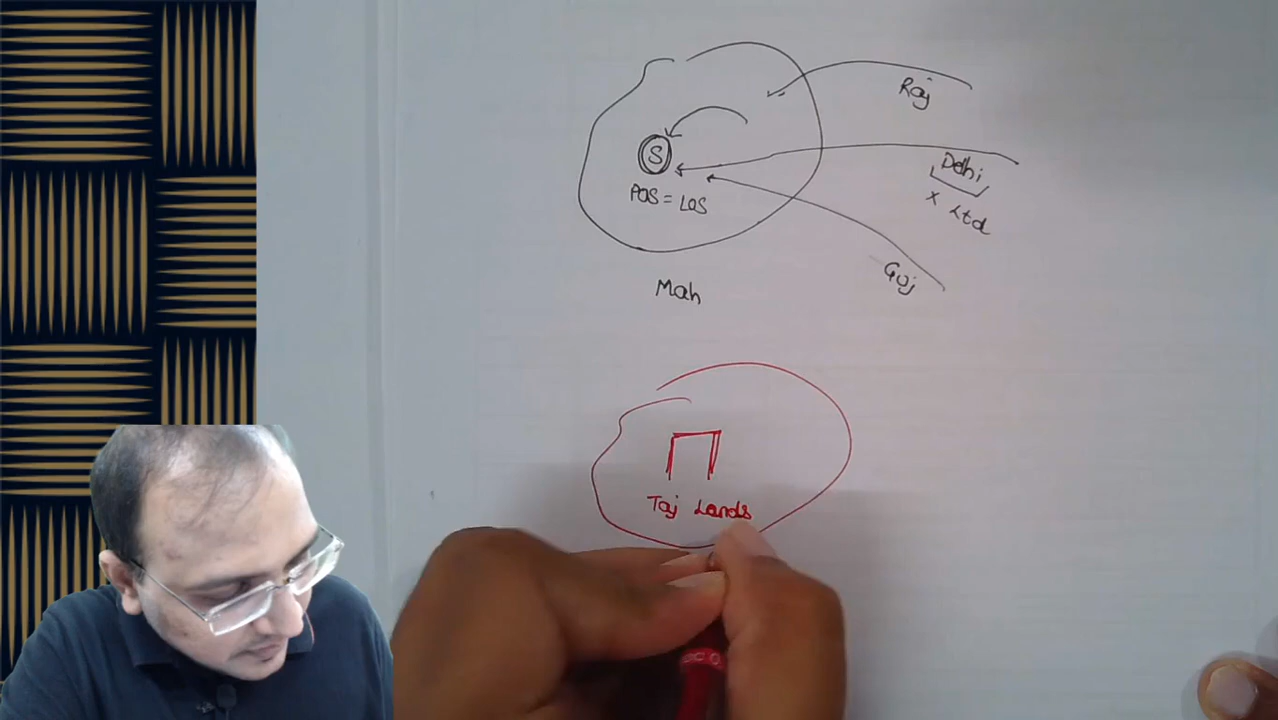 Raj
S
Delhi
POS = LOS
x Ltd
Guj
Mah
Taj Lands